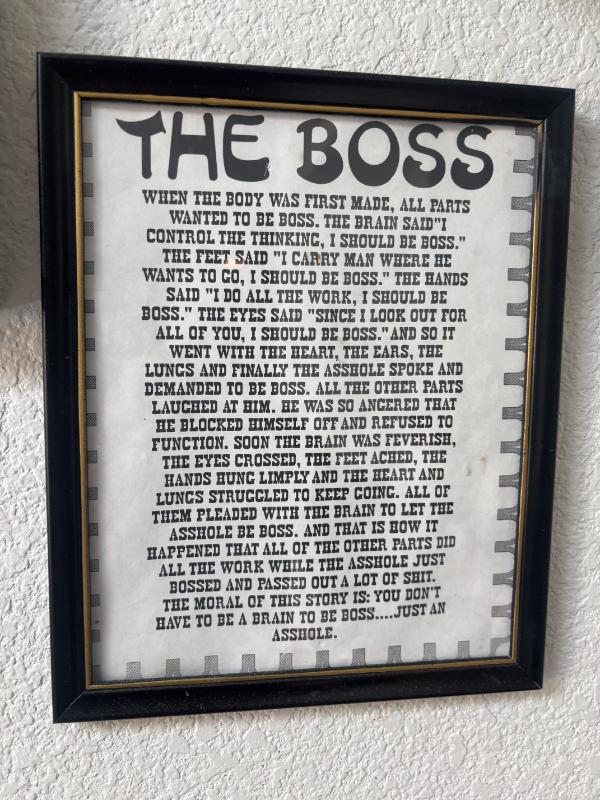 THE BOSS
WHEN THE BODY WAS FIRST MADE, ALL PARTS
WANTED TO BE BOSS. THE BRAIN SAID"I
CONTROL THE THINKING, I SHOULD BE BOSS."
THE FEET SAID "I CARRY MAN WHERE HE
WANTS TO GO, I SHOULD BE BOSS." THE HANDS
SAID "I DO ALL THE WORK, I SHOULD BE
BOSS." THE EYES SAID "SINCE I LOOK OUT FOR
ALL OF YOU, I SHOULD BE BOSS."AND SO IT
WENT WITH THE HEART, THE EARS, THE
LUNGS AND FINALLY THE ASSHOLE SPOKE AND
DEMANDED TO BE BOSS. ALL THE OTHER PARTS
LAUGHED AT HIM. HE WAS SO ANGERED THAT
HE BLOCKED HIMSELF OFF AND REFUSED TO
FUNCTION. SOON THE BRAIN WAS FEVERISH,
THE EYES CROSSED, THE FEET ACHED, THE
HANDS HUNG LIMPLY AND THE HEART AND
LUNGS STRUGGLED TO KEEP GOING. ALL OF
THEM PLEADED WITH THE BRAIN TO LET THE
ASSHOLE BE BOSS. AND THAT IS HOW IT
HAPPENED THAT ALL OF THE OTHER PARTS DID
ALL THE WORK WHILE THE ASSHOLE JUST
BOSSED AND PASSED OUT A LOT OF SHIT.
THE MORAL OF THIS STORY IS: YOU DON'T
HAVE TO BE A BRAIN TO BE BOSS....JUST AN
ASSHOLE.